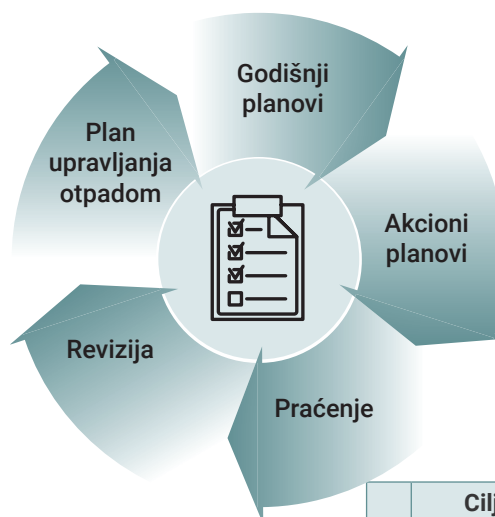 Godišnji
planovi
Plan
upravljanja
otpadom
Akcioni
planovi
Revizija
Praćenje